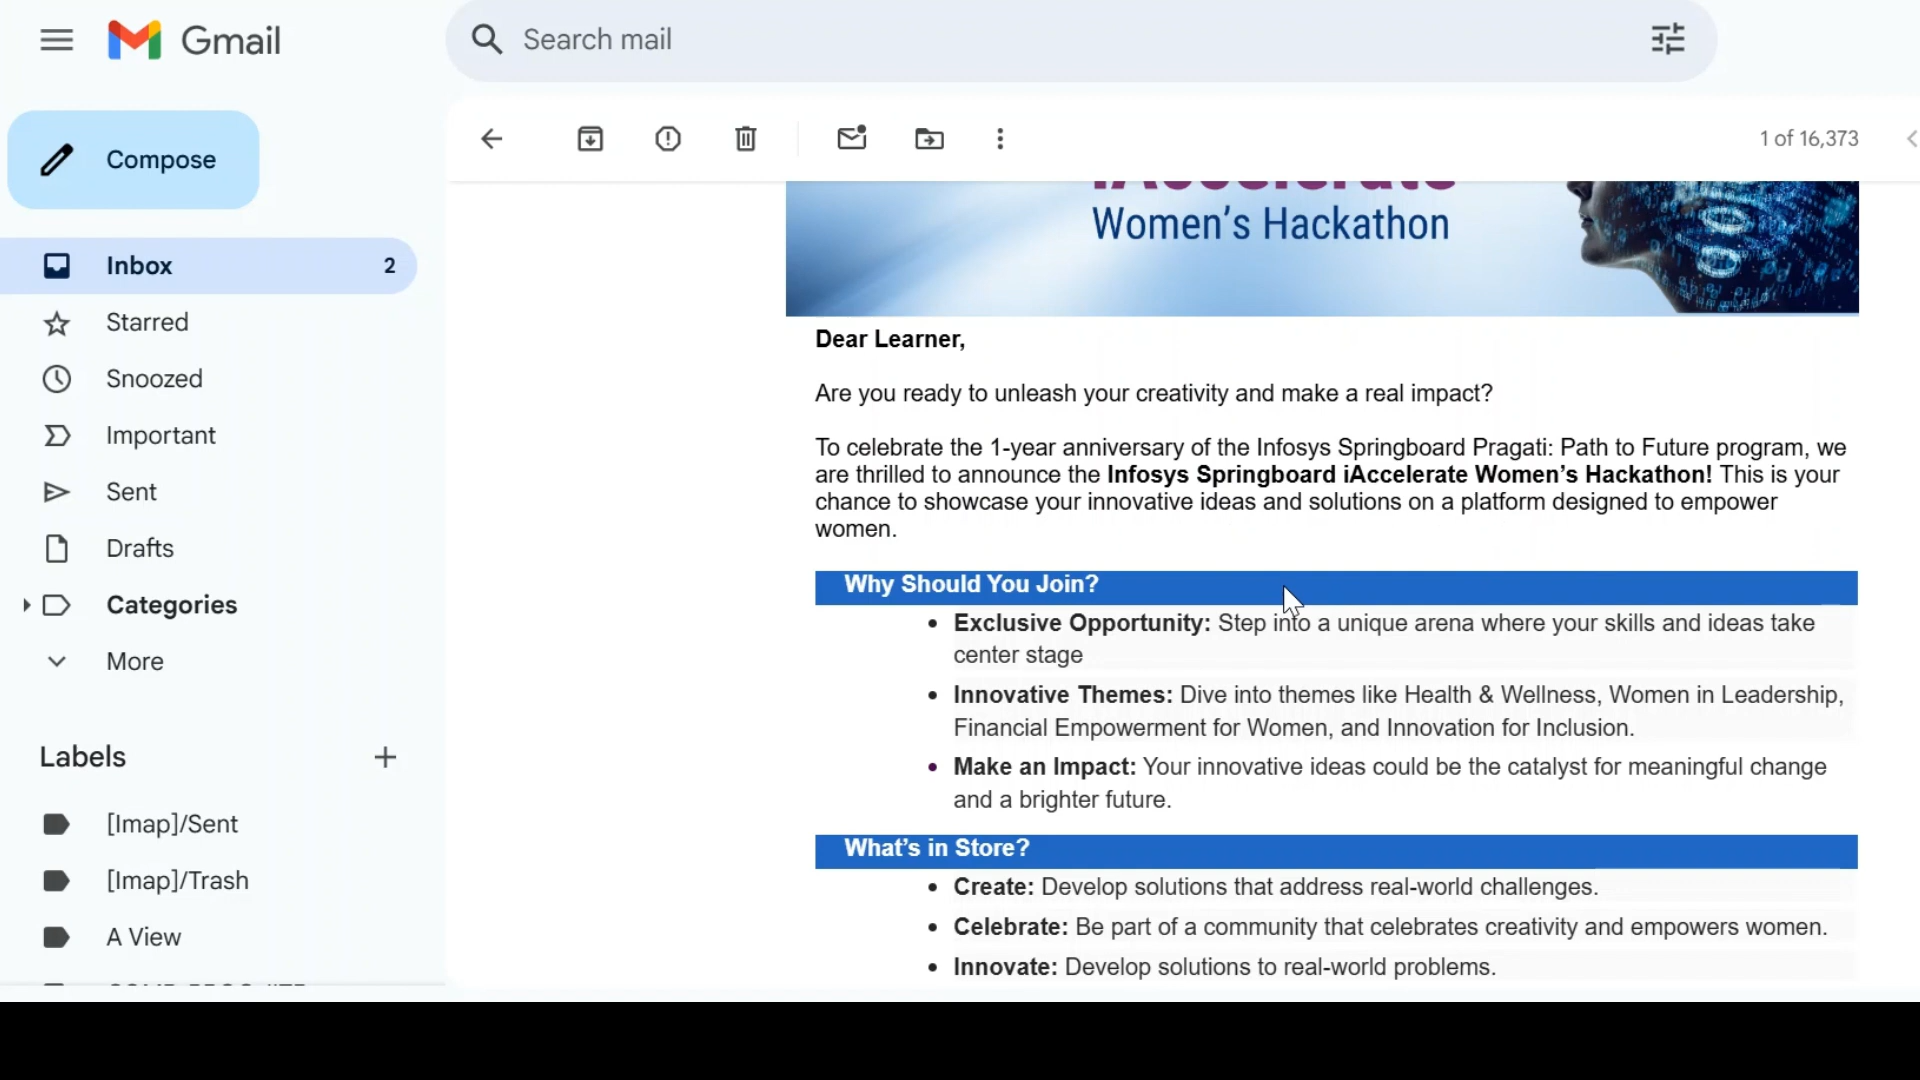 Gmail
Search mail
Compose
1 of 16,373
Inbox 2
Starred
Snoozed
Important
Sent
Drafts
Categories
More
Labels
[Imap]/Sent
[Imap]/Trash
A View
iAccelerate
Women's Hackathon
Dear Learner,
Are you ready to unleash your creativity and make a real impact?
To celebrate the 1-year anniversary of the Infosys Springboard Pragati: Path to Future program, we
are thrilled to announce the Infosys Springboard iAccelerate Women's Hackathon! This is your
chance to showcase your innovative ideas and solutions on a platform designed to empower
women.
Why Should You Join?
• Exclusive Opportunity: Step into a unique arena where your skills and ideas take
center stage
• Innovative Themes: Dive into themes like Health & Wellness, Women in Leadership,
Financial Empowerment for Women, and Innovation for Inclusion.
• Make an Impact: Your innovative ideas could be the catalyst for meaningful change
and a brighter future.
What's in Store?
• Create: Develop solutions that address real-world challenges.
• Celebrate: Be part of a community that celebrates creativity and empowers women.
• Innovate: Develop solutions to real-world problems.